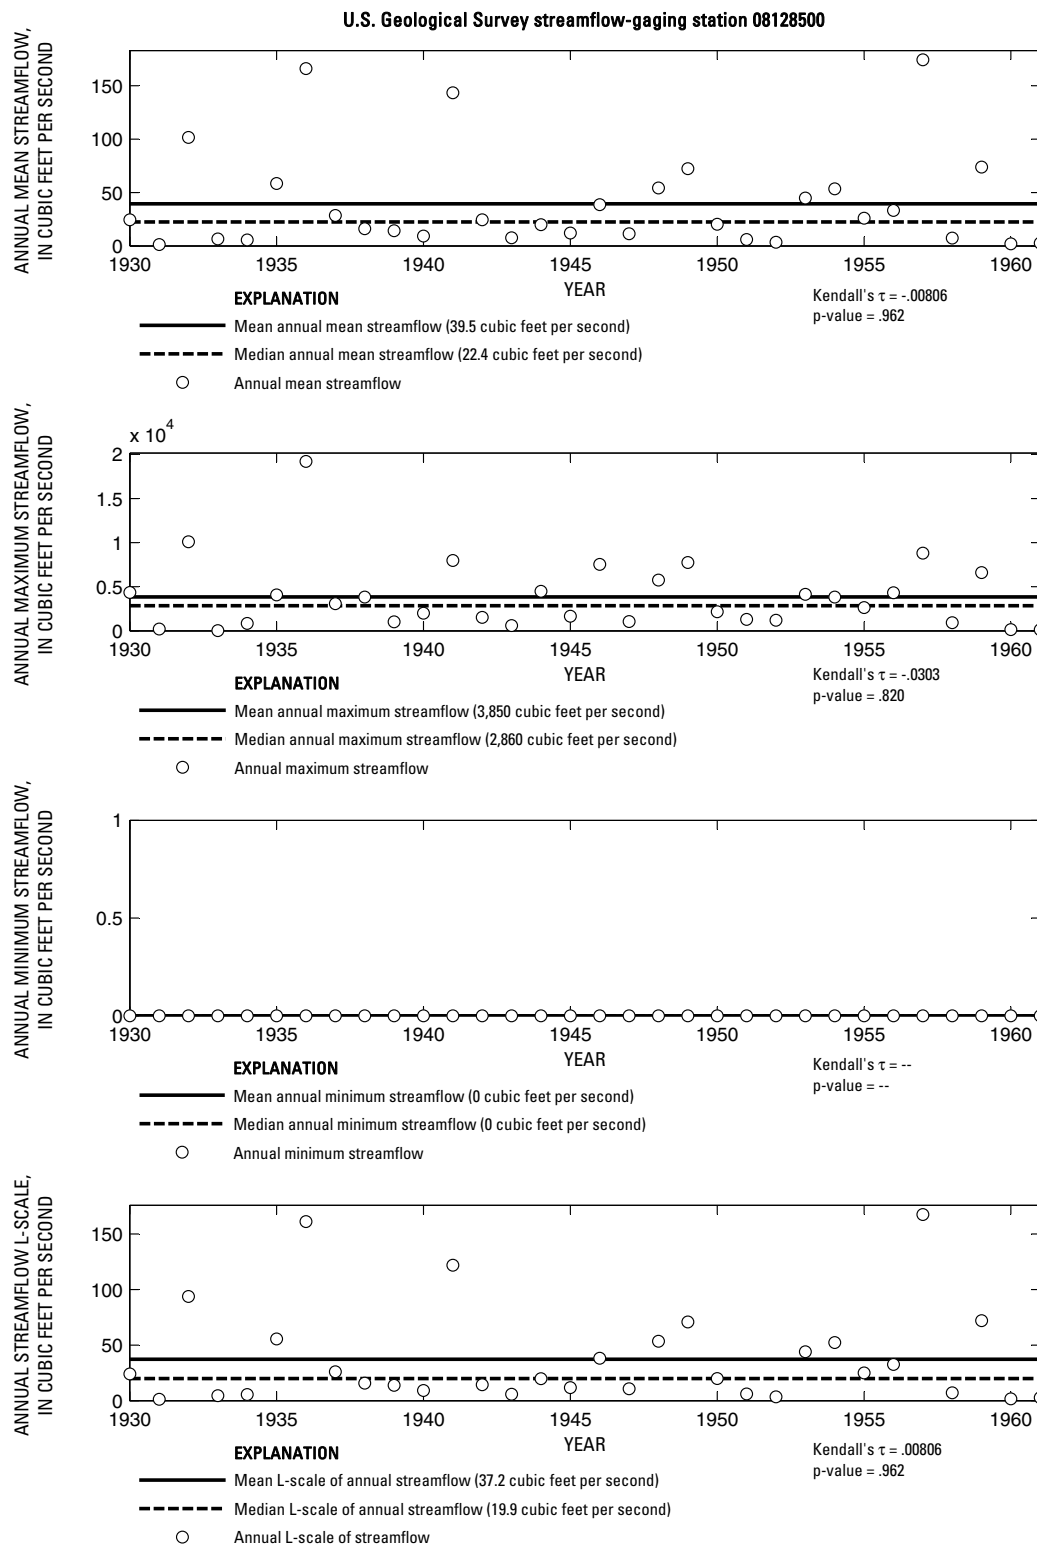 U.S. Geological Survey streamflow-gaging station 08128500
ANNUAL MEAN STREAMFLOW,
IN CUBIC FEET PER SECOND
150
100
50
0
1930 1935 1940 1945 1950 1955 1960
YEAR
Kendall's τ = -.00806
p-value = .962
EXPLANATION
Mean annual mean streamflow (39.5 cubic feet per second)
Median annual mean streamflow (22.4 cubic feet per second)
Annual mean streamflow
ANNUAL MAXIMUM STREAMFLOW,
IN CUBIC FEET PER SECOND
x 10^4
2
1.5
1
0.5
0
1930 1935 1940 1945 1950 1955 1960
YEAR
Kendall's τ = -.0303
p-value = .820
EXPLANATION
Mean annual maximum streamflow (3,850 cubic feet per second)
Median annual maximum streamflow (2,860 cubic feet per second)
Annual maximum streamflow
ANNUAL MINIMUM STREAMFLOW,
IN CUBIC FEET PER SECOND
1
0.5
0
1930 1935 1940 1945 1950 1955 1960
YEAR
Kendall's τ = --
p-value = --
EXPLANATION
Mean annual minimum streamflow (0 cubic feet per second)
Median annual minimum streamflow (0 cubic feet per second)
Annual minimum streamflow
ANNUAL STREAMFLOW L-SCALE,
IN CUBIC FEET PER SECOND
150
100
50
0
1930 1935 1940 1945 1950 1955 1960
YEAR
Kendall's τ = .00806
p-value = .962
EXPLANATION
Mean L-scale of annual streamflow (37.2 cubic feet per second)
Median L-scale of annual streamflow (19.9 cubic feet per second)
Annual L-scale of streamflow